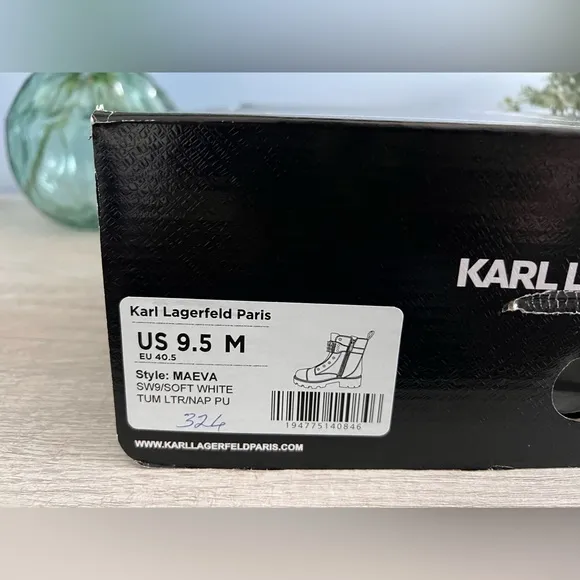 KARL L
Karl Lagerfeld Paris
US 9.5 M
EU 40.5
Style: MAEVA
SW9/SOFT WHITE
TUM LTR/NAP PU
324
194775140846
WWW.KARLLAGERFELDPARIS.COM